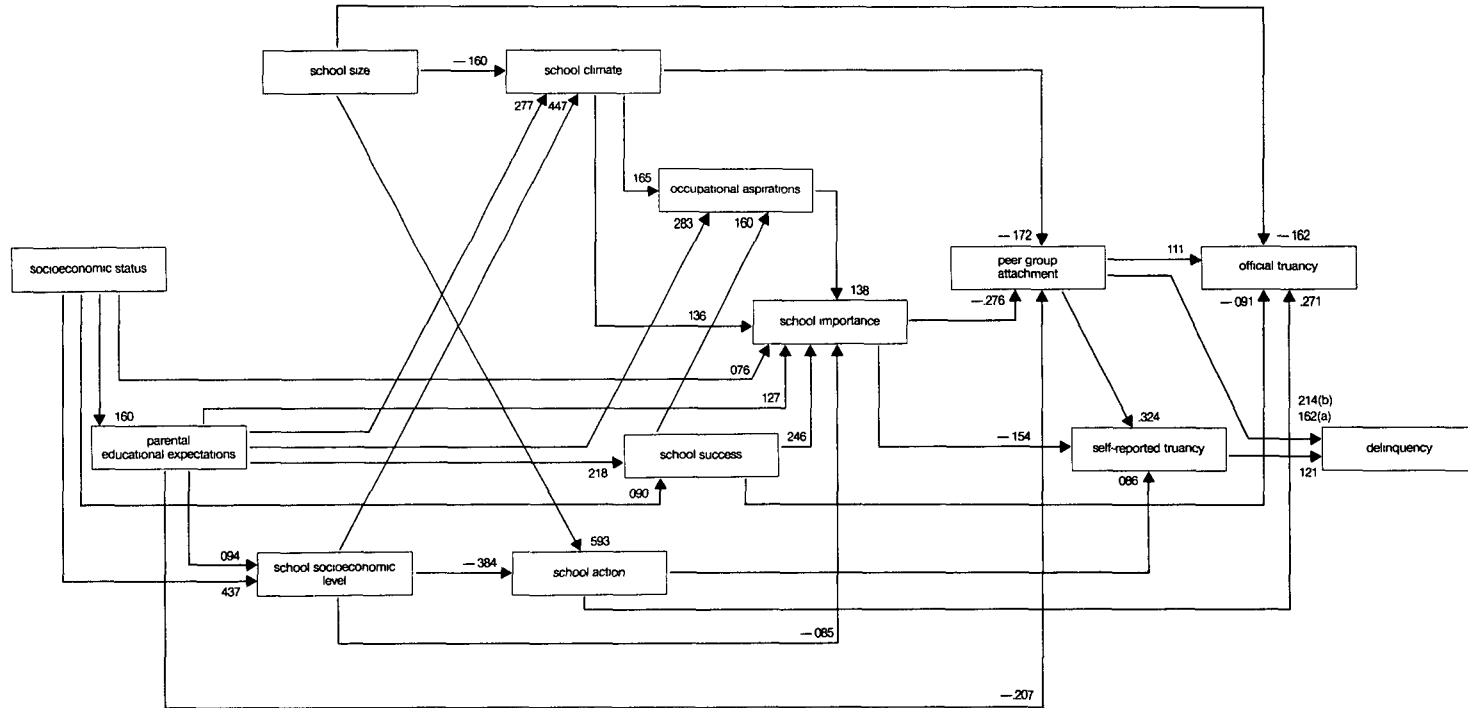 — 160
school size
school climate
277
447
165
occupational aspirations
283
160
— 172
— 162
111
socioeconomic status
peer group
attachment
official truancy
—.276
— 091
.271
138
136
school importance
076
127
160
214(b)
162(a)
.324
parental
educational expectations
246
school success
— 154
self-reported truancy
delinquency
218
086
121
090
094
593
school socioeconomic
level
— 384
school action
437
— 085
—.207